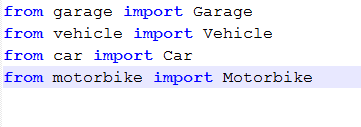 from garage import Garage
from vehicle import Vehicle
from car import Car
from motorbike import Motorbike